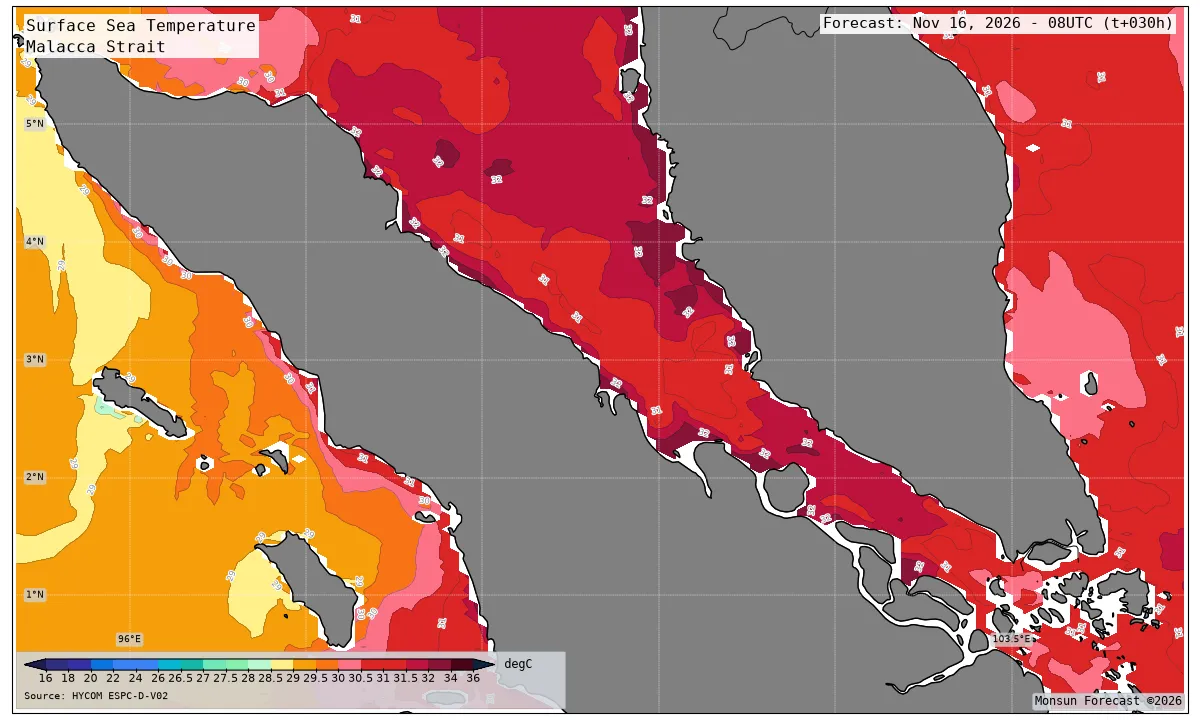 Surface Sea Temperature
Malacca Strait
Forecast: Nov 16, 2026 - 08UTC (t+030h)
5°N
4°N
3°N
2°N
1°N
96°E
103.5°E
degC
16 18 20 22 24 26 26.5 27 27.5 28 28.5 29 29.5 30 30.5 31 31.5 32 34 36
Source: HYCOM ESPC-D-V02
Monsun Forecast ©2026